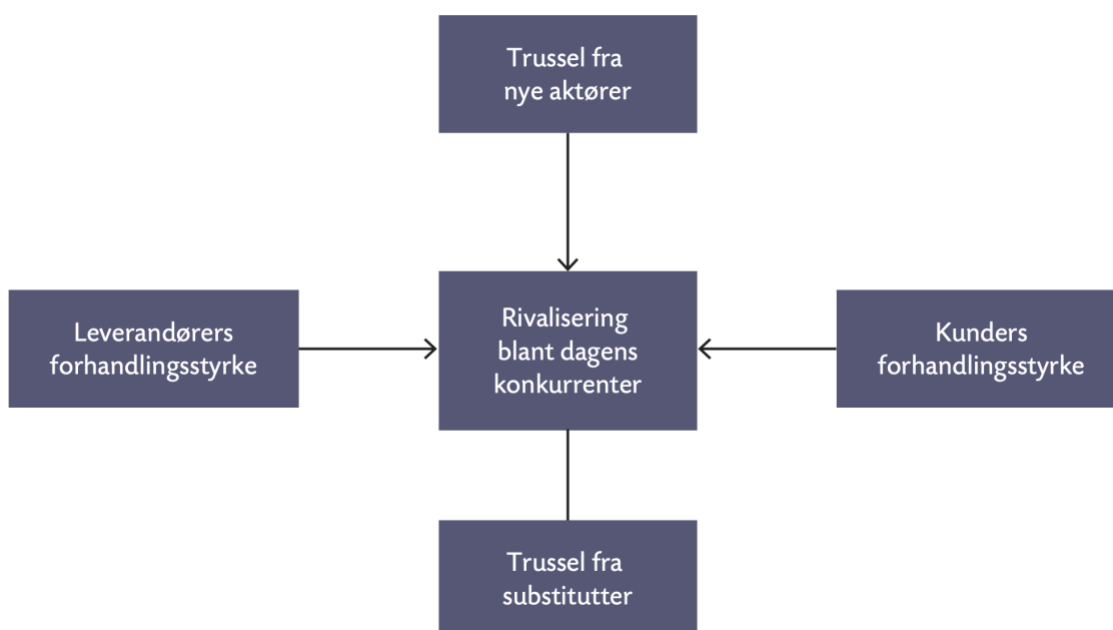 Trussel fra
nye aktører
Leverandørers
forhandlingsstyrke
Rivalisering
blant dagens
konkurrenter
Kunders
forhandlingsstyrke
Trussel fra
substitutter